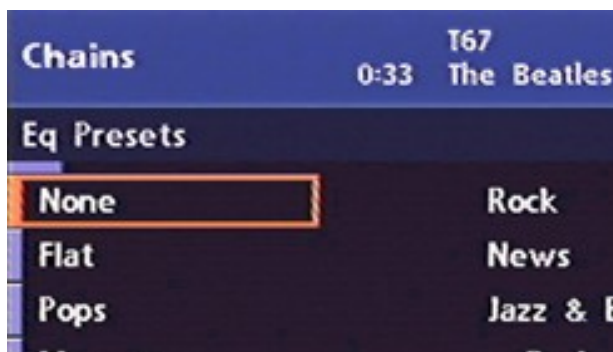 Chains
T67
0:33 The Beatles
Eq Presets
None Rock
Flat News
Pops Jazz &